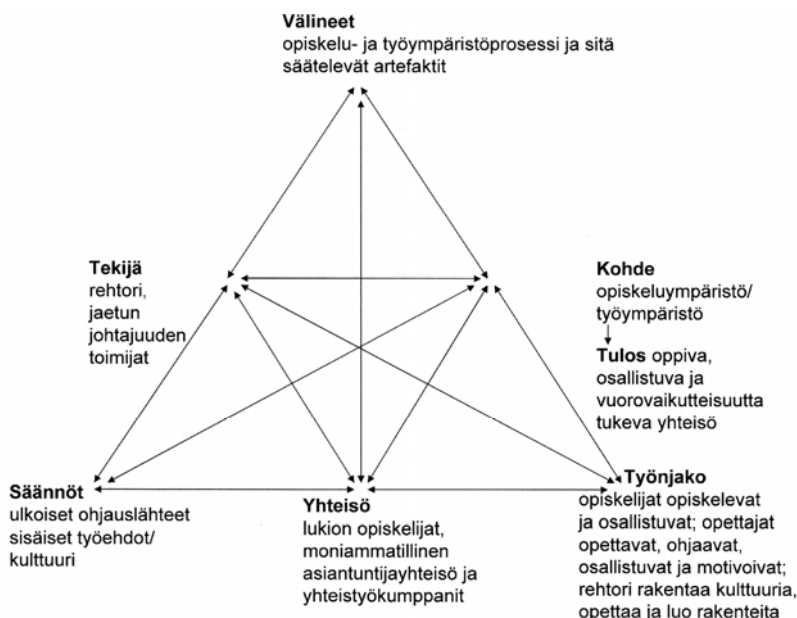 Välineet
opiskelu- ja työympäristöprosessi ja sitä
säätelevät artefaktit
Tekijä
rehtori,
jaetun
johtajuuden
toimijat
Kohde
opiskeluympäristö/
työympäristö
Tulos oppiva,
osallistuva ja
vuorovaikutteisuutta
tukeva yhteisö
Säännöt
ulkoiset ohjauslähteet
sisäiset työehdot/
kulttuuri
Yhteisö
lukion opiskelijat,
moniammatillinen
asiantuntijayhteisö ja
yhteistyökumppanit
Työnjako
opiskelijat opiskelevat
ja osallistuvat; opettajat
opettavat, ohjaavat,
osallistuvat ja motivoivat;
rehtori rakentaa kulttuuria,
opettaa ja luo rakenteita